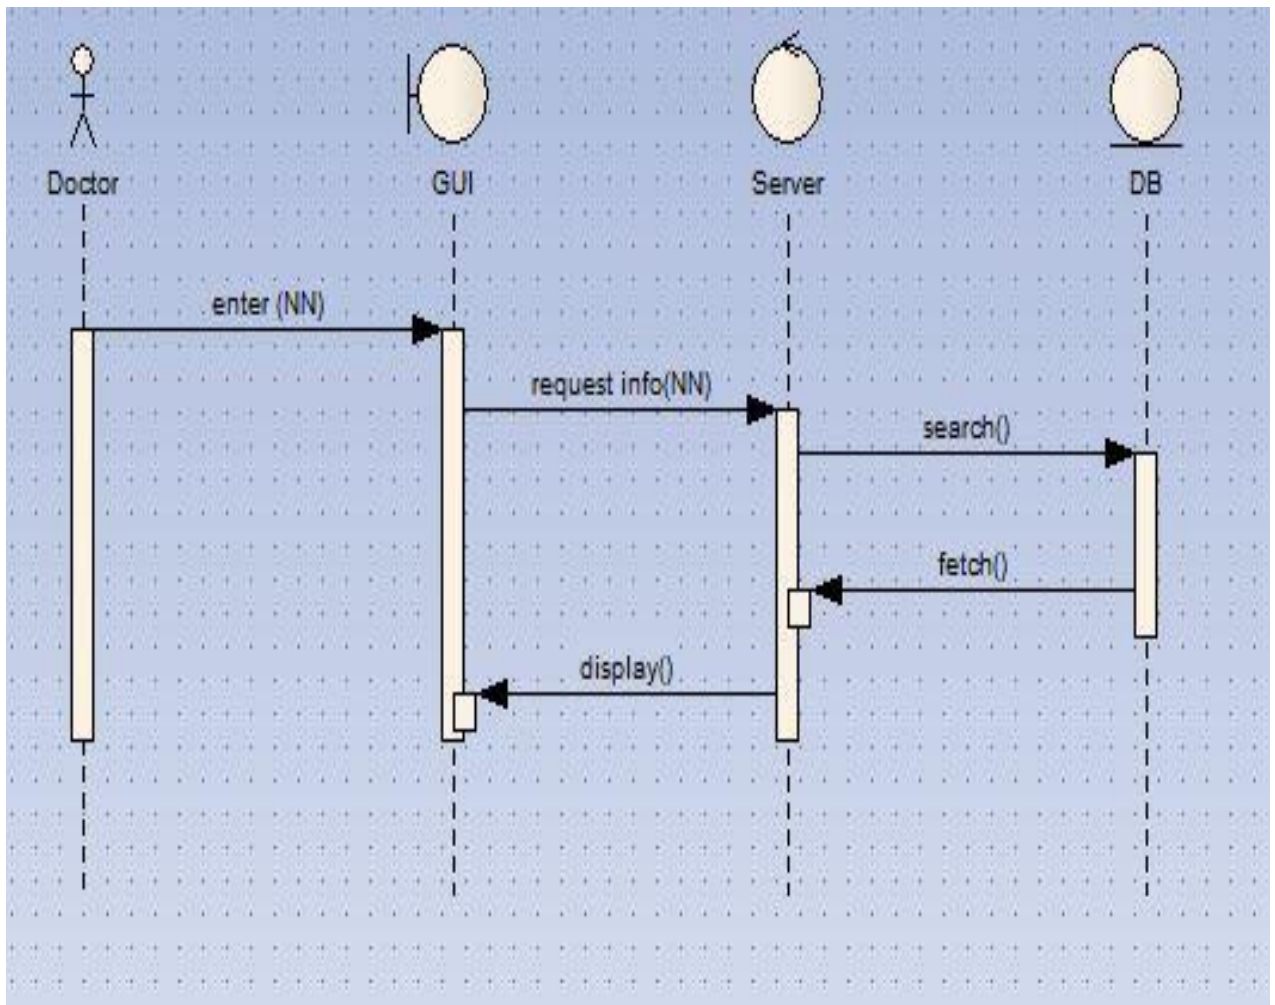 Doctor
GUI
Server
DB
enter (NN)
request info(NN)
search()
fetch()
display()